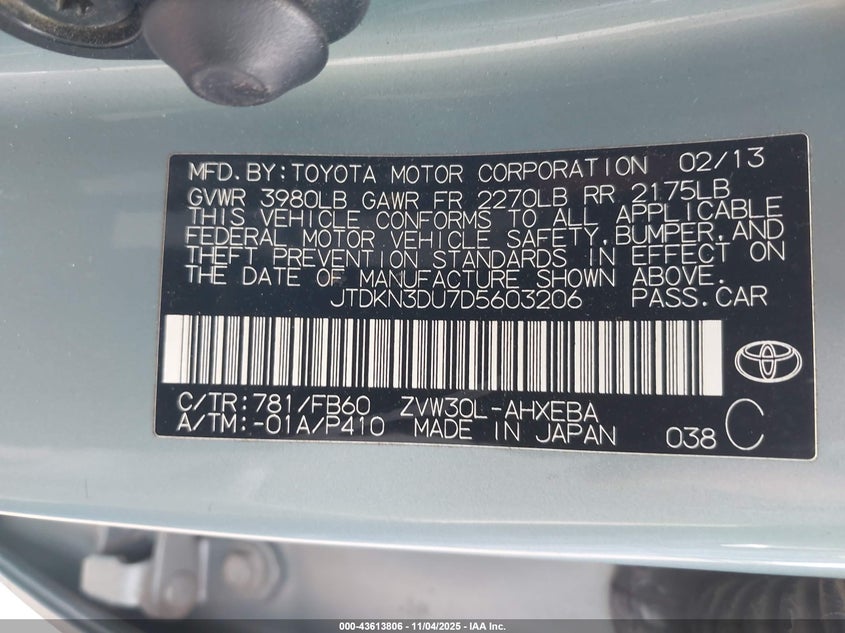 MFD. BY: TOYOTA MOTOR CORPORATION 02/13
GVWR 3980LB GAWR FR 2270LB RR 2175LB
THIS VEHICLE CONFORMS TO ALL APPLICABLE
FEDERAL MOTOR VEHICLE SAFETY, BUMPER, AND
THEFT PREVENTION STANDARDS IN EFFECT ON
THE DATE OF MANUFACTURE SHOWN ABOVE.
JTDKN3DU7D5603206 PASS. CAR
C/TR: 781/FB60 ZVW30L-AHXEBA
A/TM: -01A/P410 MADE IN JAPAN 038 C
000-43613806 - 11/04/2025 - IAA Inc.